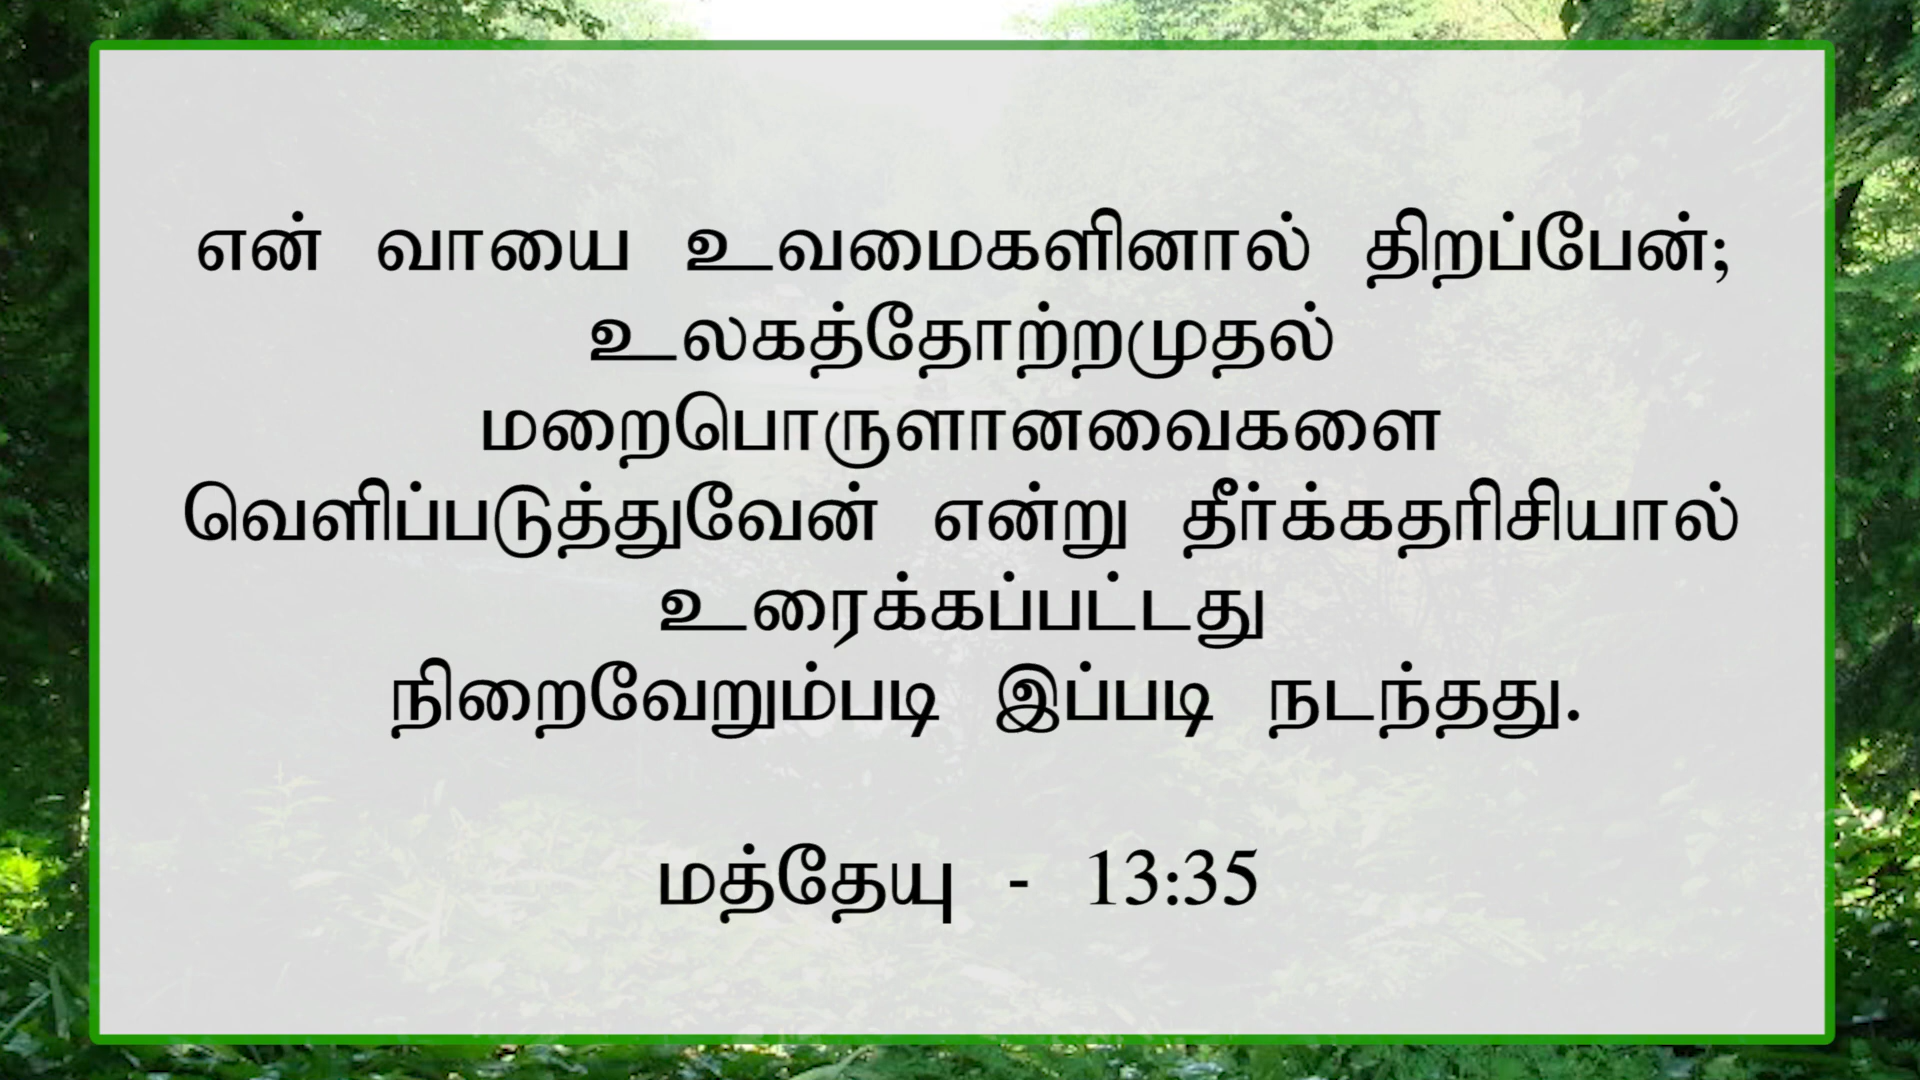 என் வாயை உவமைகளினால் திறப்பேன்;
உலகத்தோற்றமுதல்
மறைபொருளானவைகளை
வெளிப்படுத்துவேன் என்று தீர்க்கதரிசியால்
உரைக்கப்பட்டது
நிறைவேறும்படி இப்படி நடந்தது.
மத்தேயு - 13:35